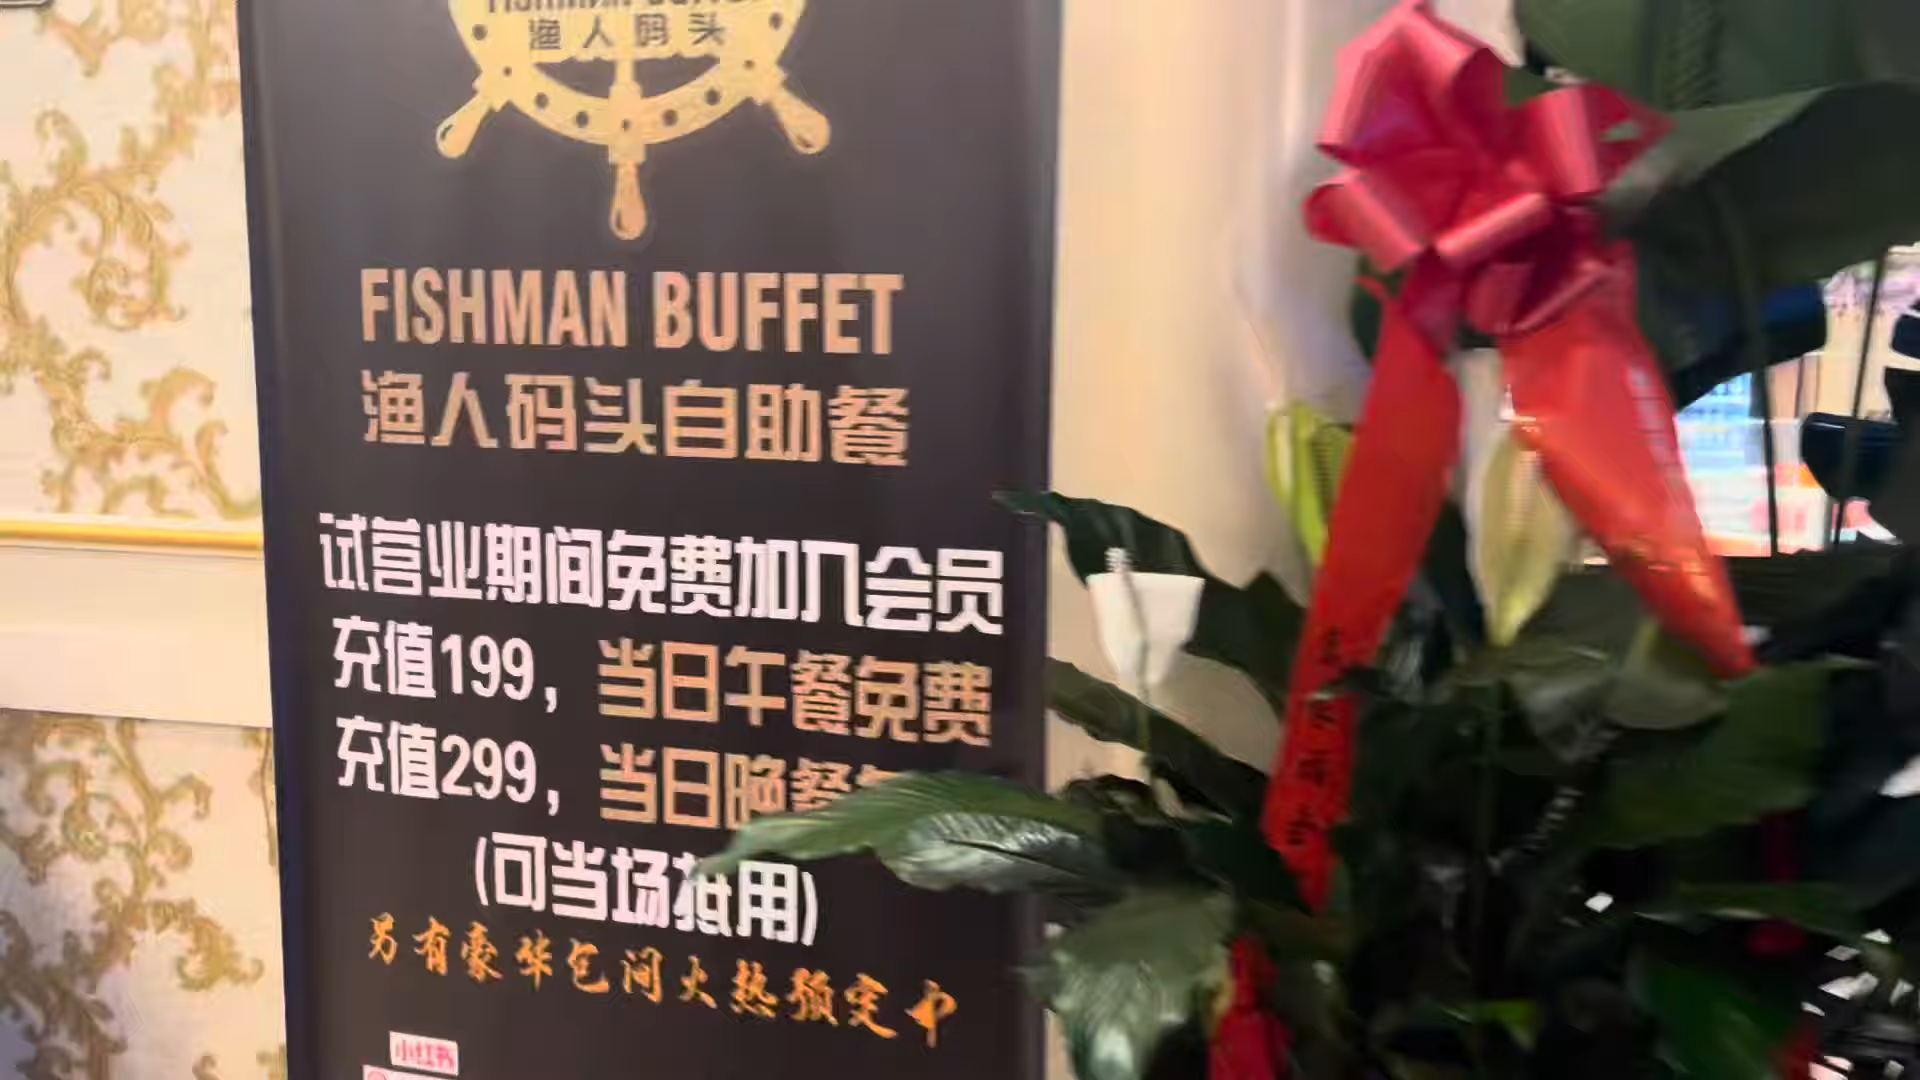 FISHMAN BUFFET
渔人码头
FISHMAN BUFFET
渔人码头自助餐
试营业期间免费加入会员
充值199，当日午餐免费
充值299，当日晚餐
(可当场抵用)
另有豪华包间火热预定中
小红书